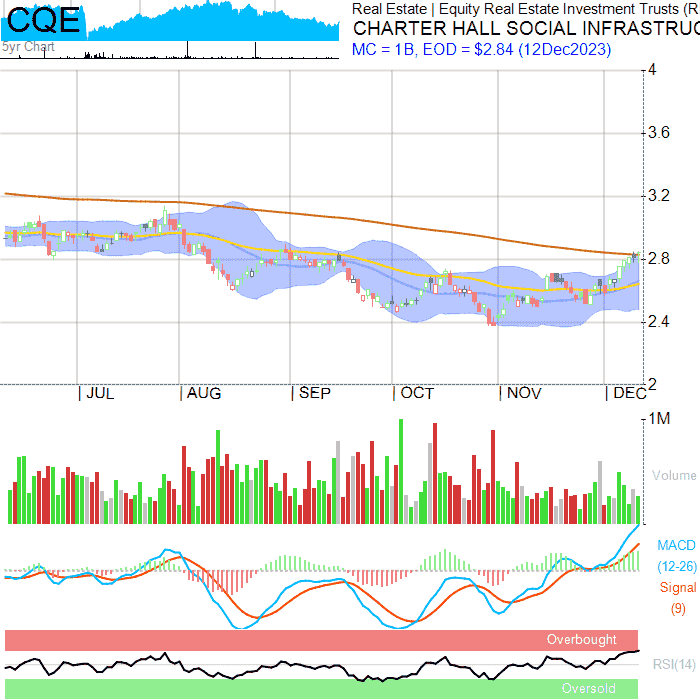 CQE
5yr Chart
Real Estate | Equity Real Estate Investment Trusts (R
CHARTER HALL SOCIAL INFRASTRUC
MC = 1B, EOD = $2.84 (12Dec2023)
4
3.6
3.2
2.8
2.4
2
JUL AUG SEP OCT NOV DEC
1M
Volume
MACD
(12-26)
Signal
(9)
Overbought
RSI(14)
Oversold